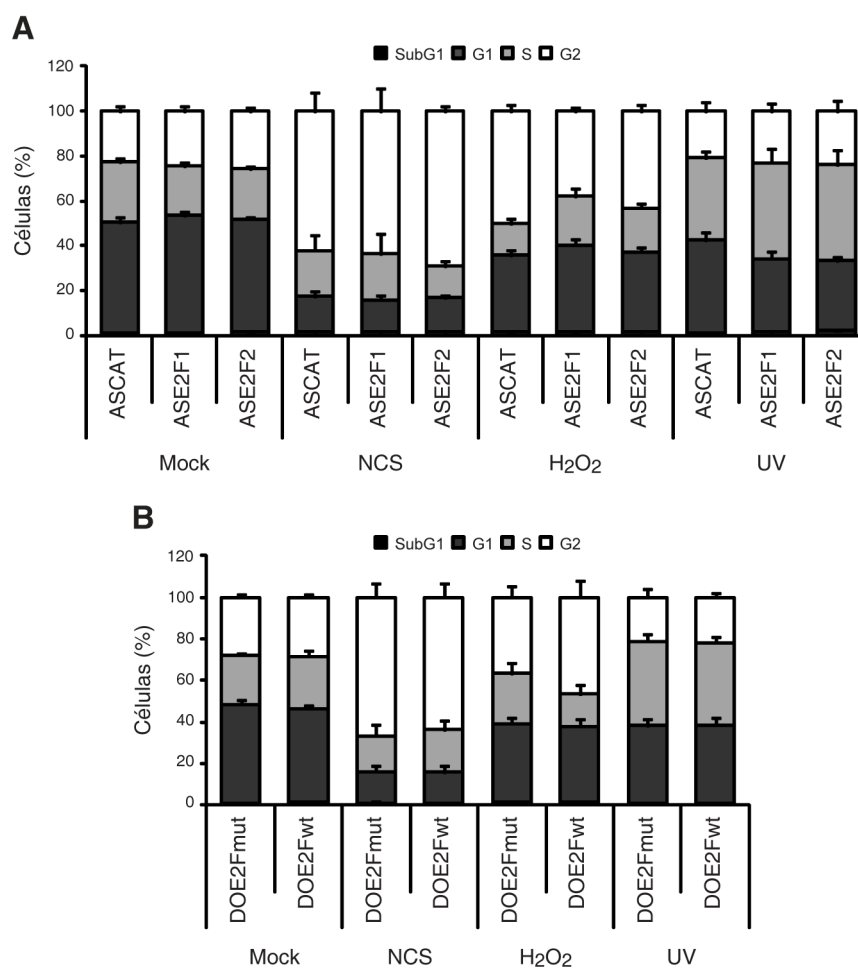 A
SubG1 G1 S G2
120
100
80
60
40
20
0
Células (%)
ASCAT ASE2F1 ASE2F2 ASCAT ASE2F1 ASE2F2 ASCAT ASE2F1 ASE2F2 ASCAT ASE2F1 ASE2F2
Mock NCS H₂O₂ UV
B
SubG1 G1 S G2
120
100
80
60
40
20
0
Células (%)
DOE2Fmut DOE2Fwt DOE2Fmut DOE2Fwt DOE2Fmut DOE2Fwt DOE2Fmut DOE2Fwt
Mock NCS H₂O₂ UV